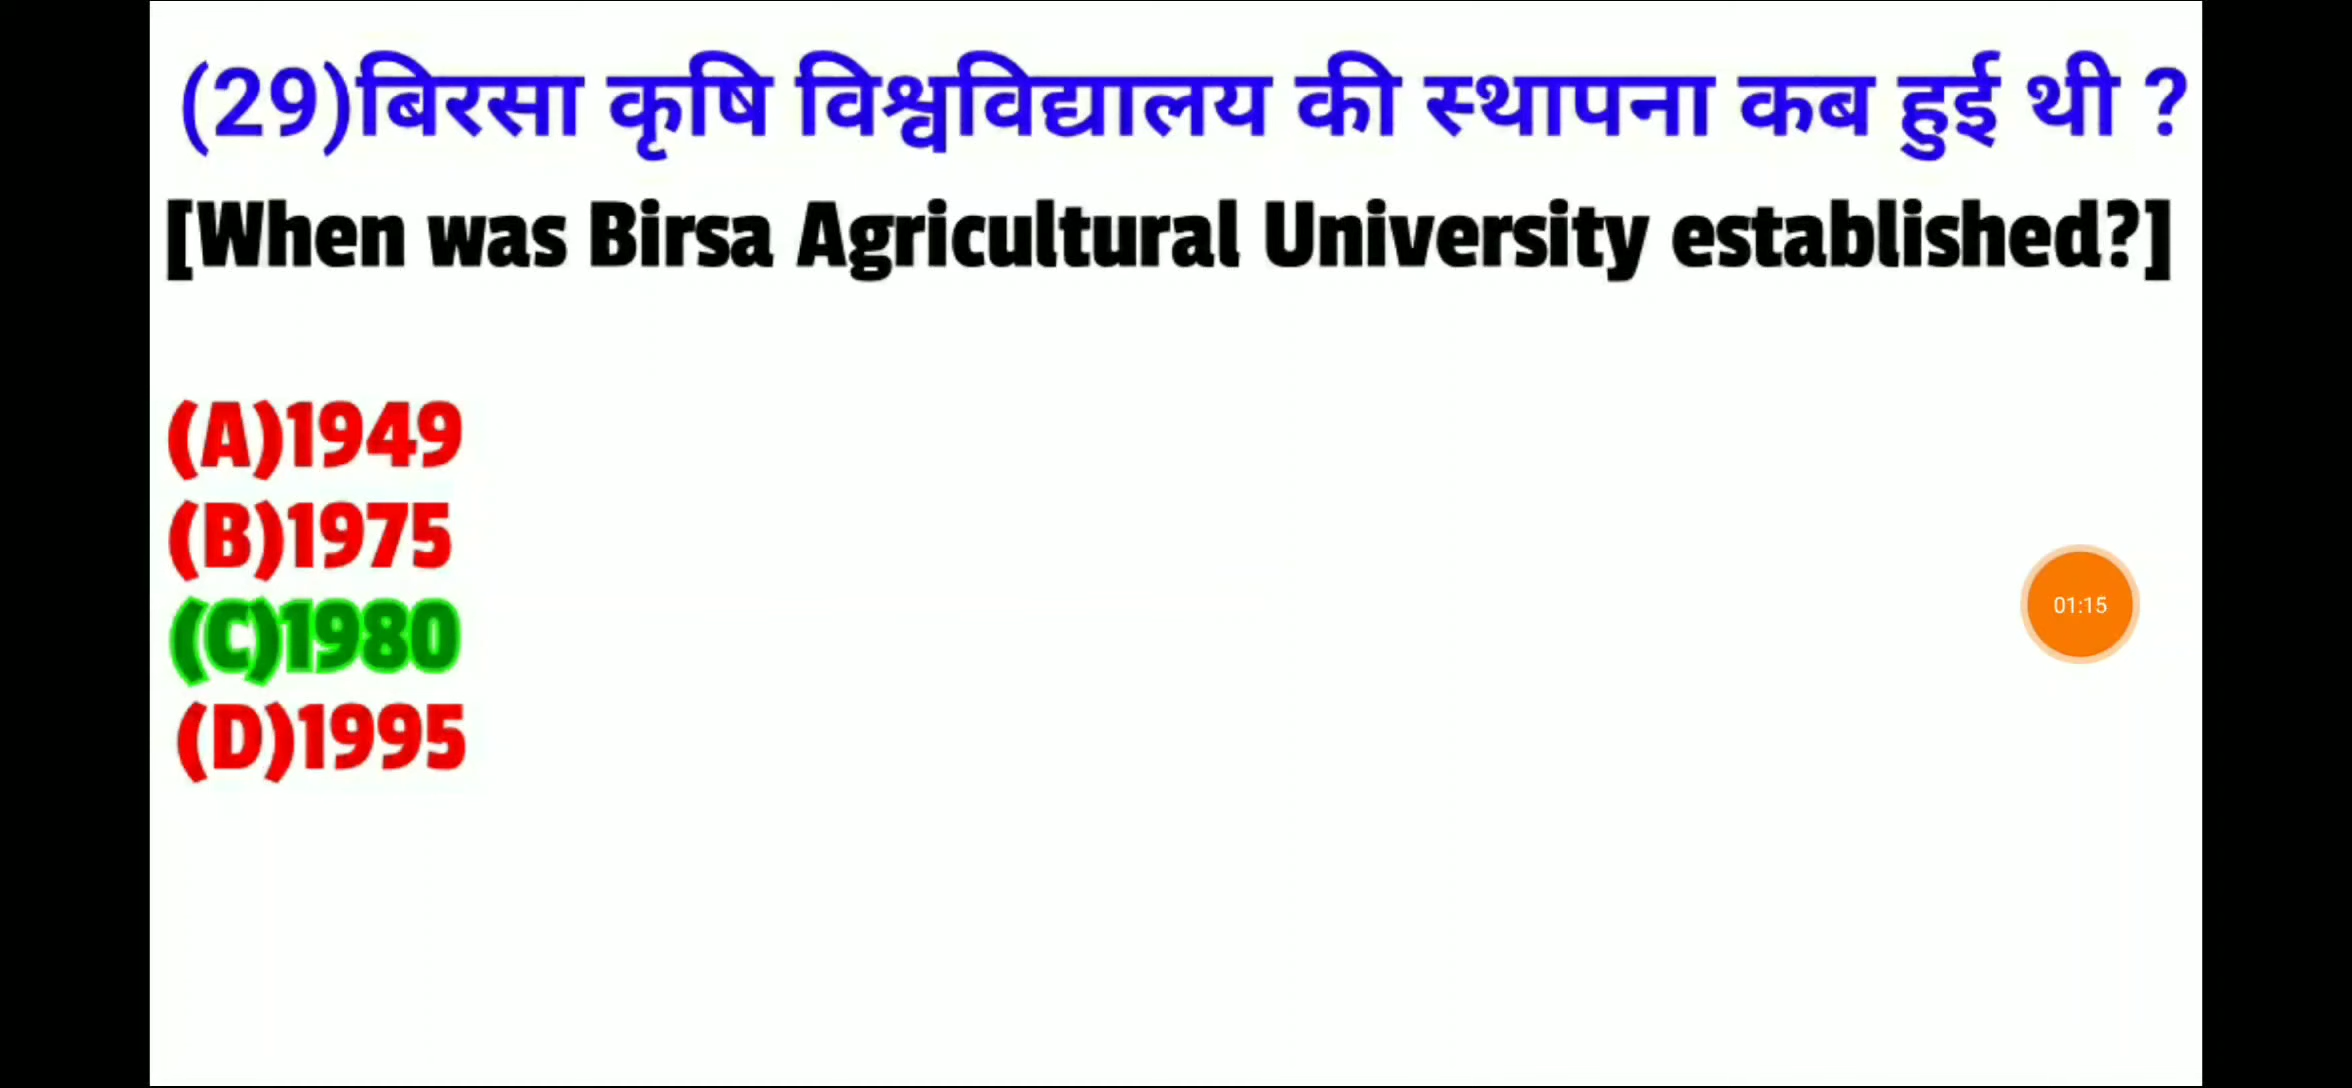 (29)बिरसा कृषि विश्वविद्यालय की स्थापना कब हुई थी ?
[When was Birsa Agricultural University established?]
(A)1949
(B)1975
(C)1980
(D)1995
01:15